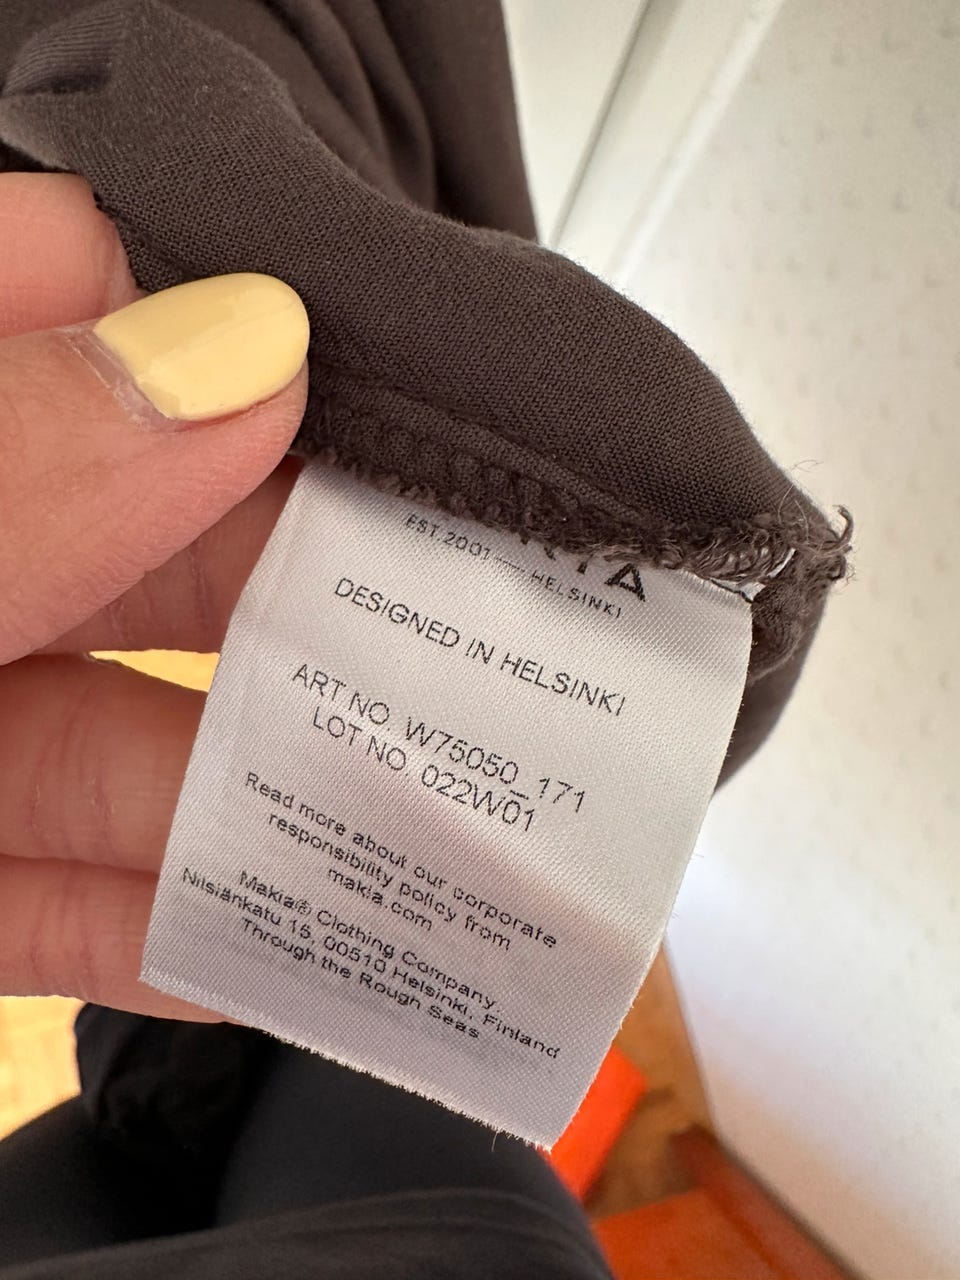 EST.2001 HELSINKI
DESIGNED IN HELSINKI
ART NO. W75050_171
LOT NO. 022W01
Read more about our corporate
responsibility policy from
makia.com
Makia® Clothing Company
Nilsiänkatu 15, 00510 Helsinki, Finland
Through the Rough Seas